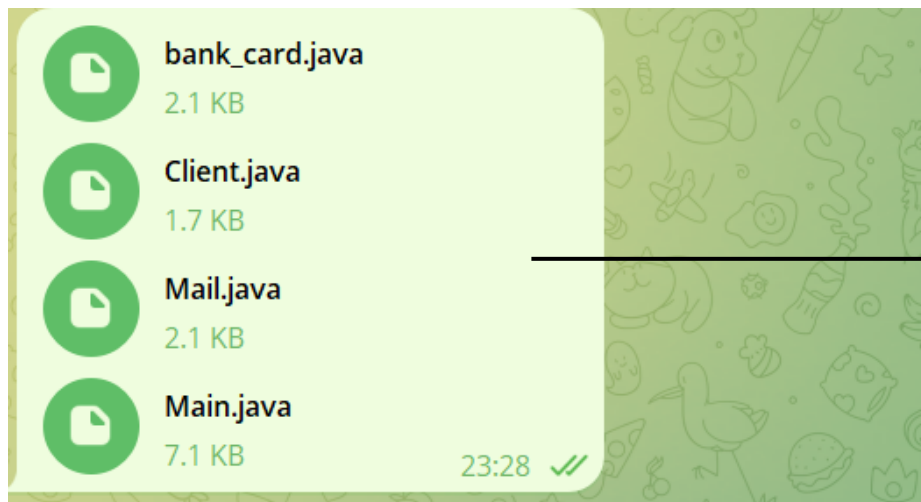 bank_card.java
2.1 KB
Client.java
1.7 KB
Mail.java
2.1 KB
Main.java
7.1 KB
23:28